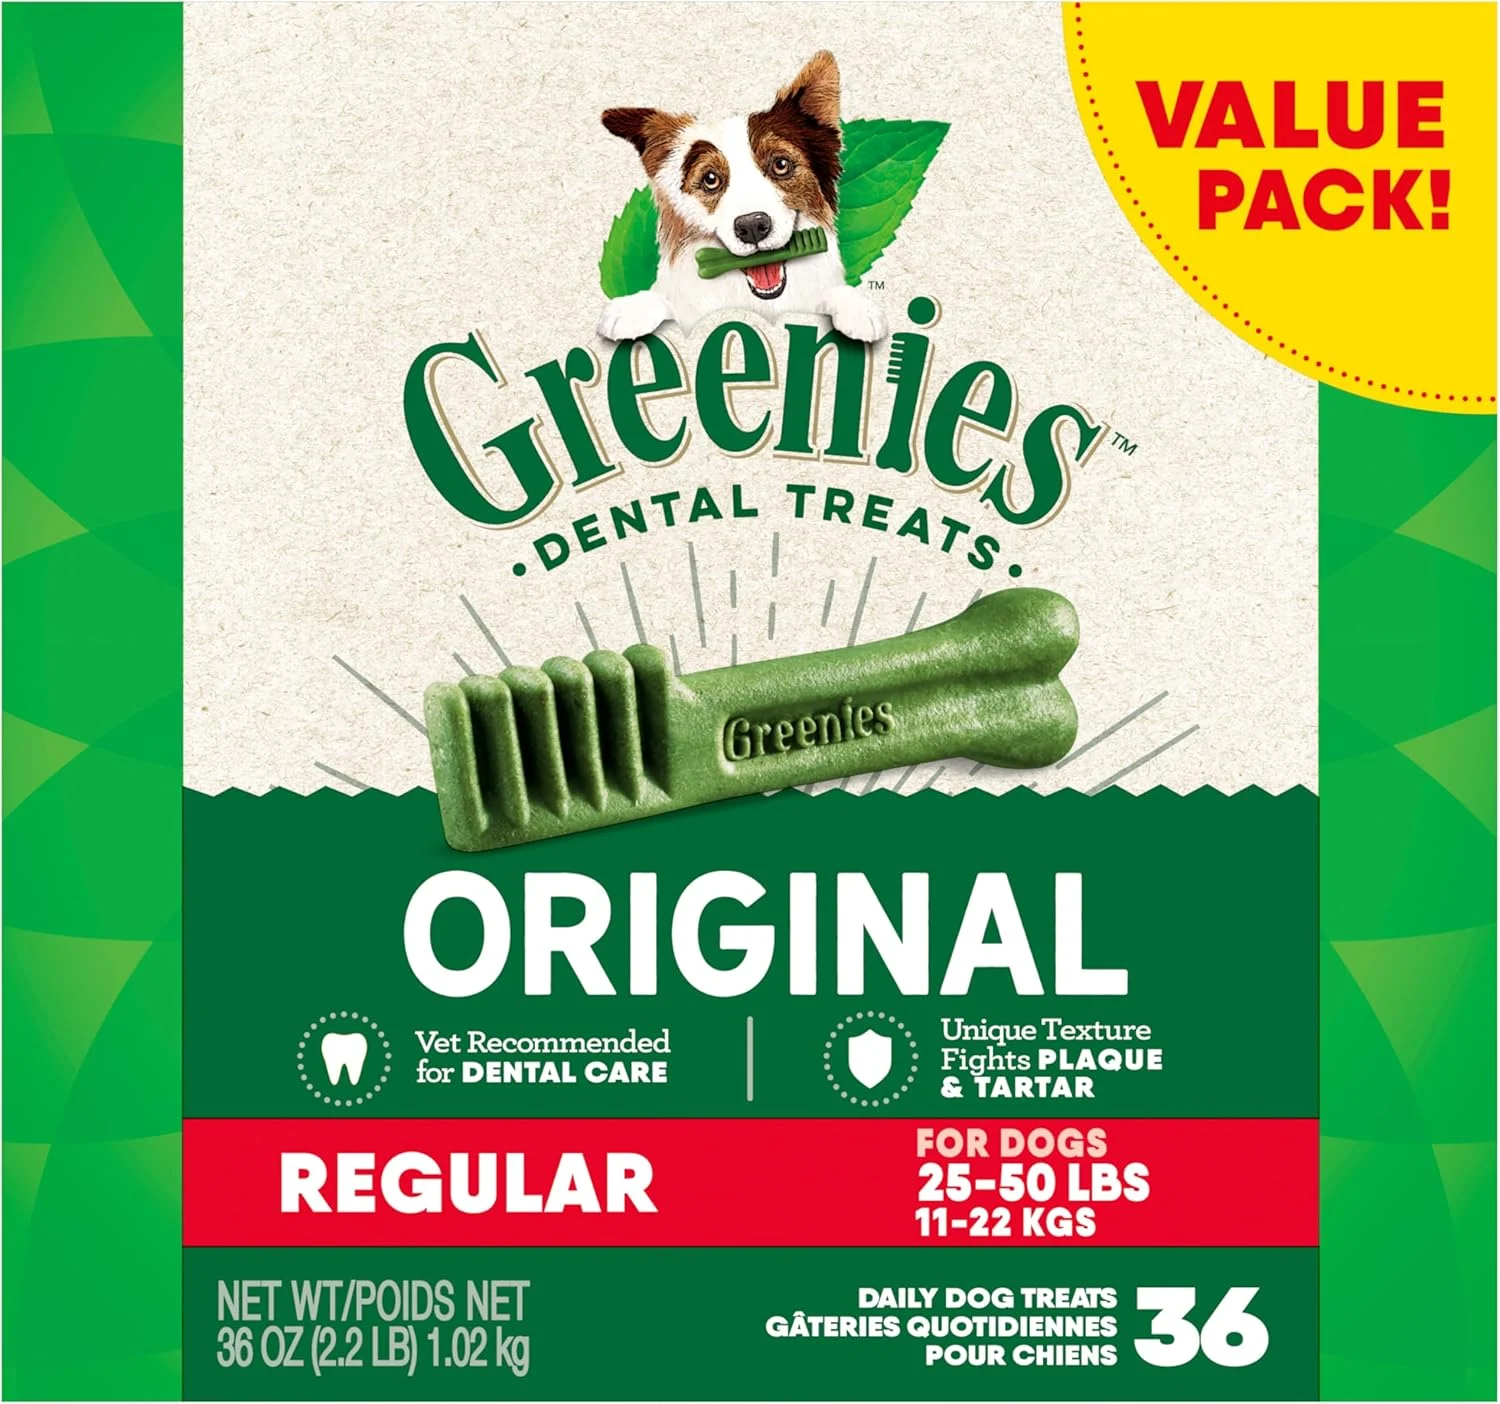 VALUE
PACK!
™
Greenies™
• DENTAL TREATS •
Greenies
ORIGINAL
Vet Recommended
for DENTAL CARE
Unique Texture
Fights PLAQUE
& TARTAR
REGULAR
FOR DOGS
25-50 LBS
11-22 KGS
NET WT/POIDS NET
36 OZ (2.2 LB) 1.02 kg
DAILY DOG TREATS
GÂTERIES QUOTIDIENNES
POUR CHIENS
36